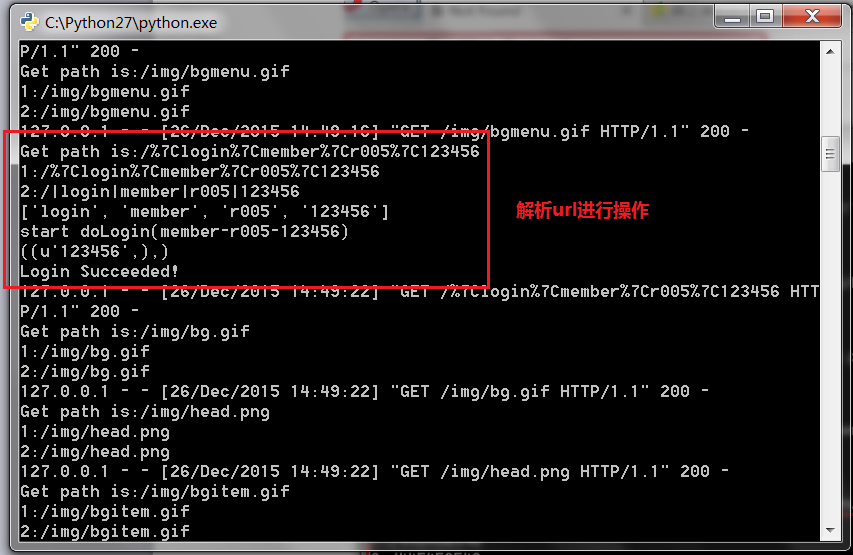 C:\Python27\python.exe
P/1.1" 200 -
Get path is:/img/bgmenu.gif
1:/img/bgmenu.gif
2:/img/bgmenu.gif
127.0.0.1 - - [26/Dec/2015 14:49:16] "GET /img/bgmenu.gif HTTP/1.1" 200 -
Get path is:/%7Clogin%7Cmember%7Cr005%7C123456
1:/%7Clogin%7Cmember%7Cr005%7C123456
2:/|login|member|r005|123456
['login', 'member', 'r005', '123456']
start doLogin(member-r005-123456)
((u'123456',),)
Login Succeeded!
解析url进行操作
127.0.0.1 - - [26/Dec/2015 14:49:22] "GET /%7Clogin%7Cmember%7Cr005%7C123456 HTT
P/1.1" 200 -
Get path is:/img/bg.gif
1:/img/bg.gif
2:/img/bg.gif
127.0.0.1 - - [26/Dec/2015 14:49:22] "GET /img/bg.gif HTTP/1.1" 200 -
Get path is:/img/head.png
1:/img/head.png
2:/img/head.png
127.0.0.1 - - [26/Dec/2015 14:49:22] "GET /img/head.png HTTP/1.1" 200 -
Get path is:/img/bgitem.gif
1:/img/bgitem.gif
2:/img/bgitem.gif